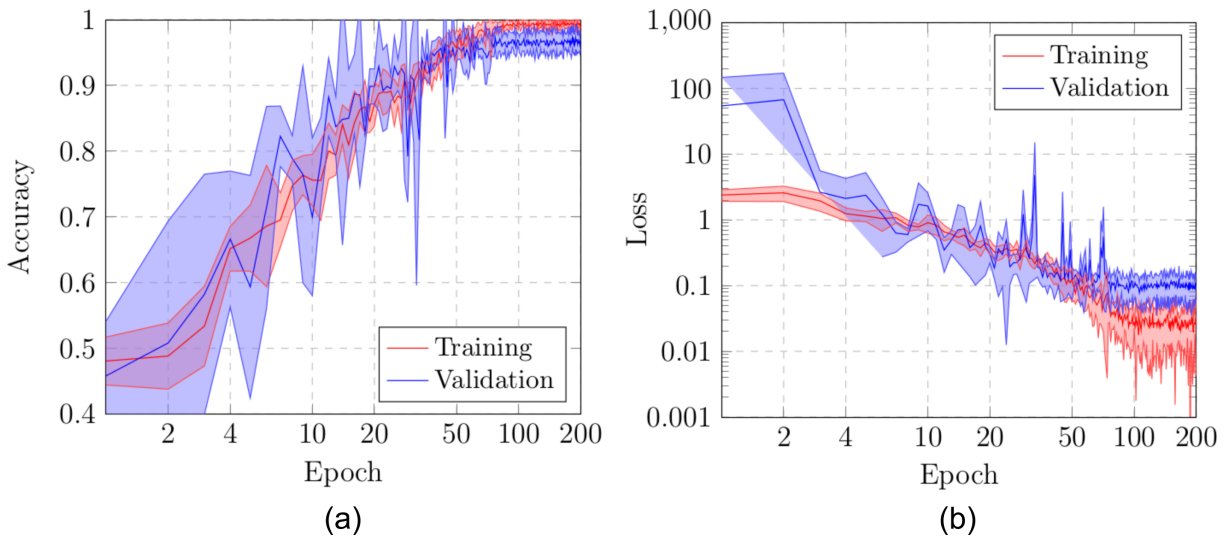 1
0.9
0.8
0.7
0.6
0.5
0.4
Accuracy
2 4 10 20 50 100 200
Epoch
Training
Validation
(a)
1,000
100
10
1
0.1
0.01
0.001
Loss
2 4 10 20 50 100 200
Epoch
Training
Validation
(b)